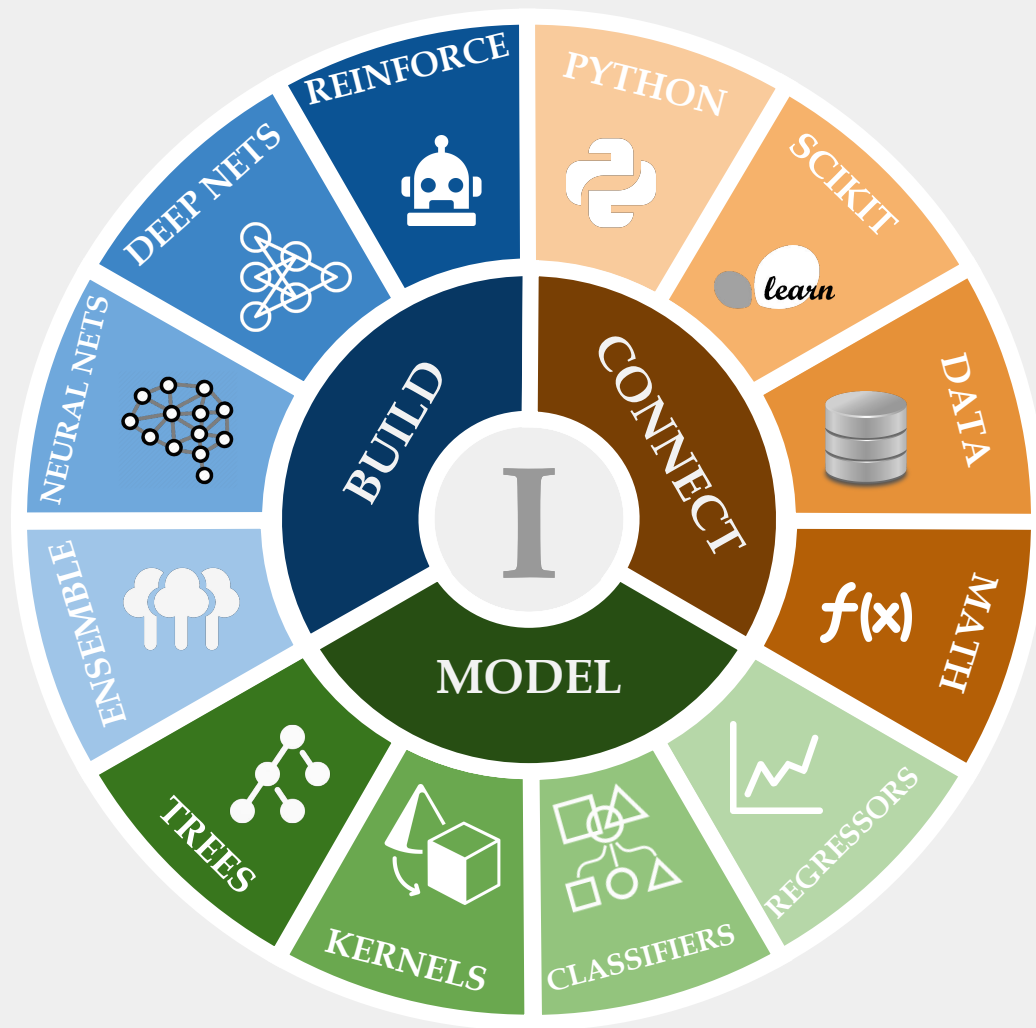 PYTHON
SCIKIT
learn
DATA
MATH
f(x)
REGRESSORS
CLASSIFIERS
KERNELS
TREES
ENSEMBLE
NEURAL NETS
DEEP NETS
REINFORCE
CONNECT
MODEL
BUILD
I